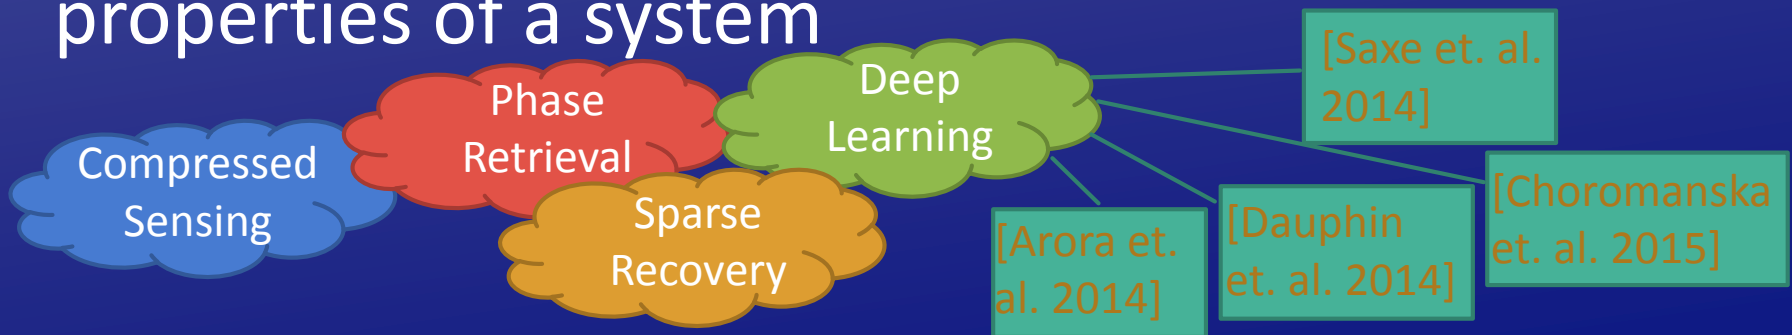 properties of a system
Compressed
Sensing
Phase
Retrieval
Sparse
Recovery
Deep
Learning
[Saxe et. al.
2014]
[Arora et.
al. 2014]
[Dauphin
et. al. 2014]
[Choromanska
et. al. 2015]